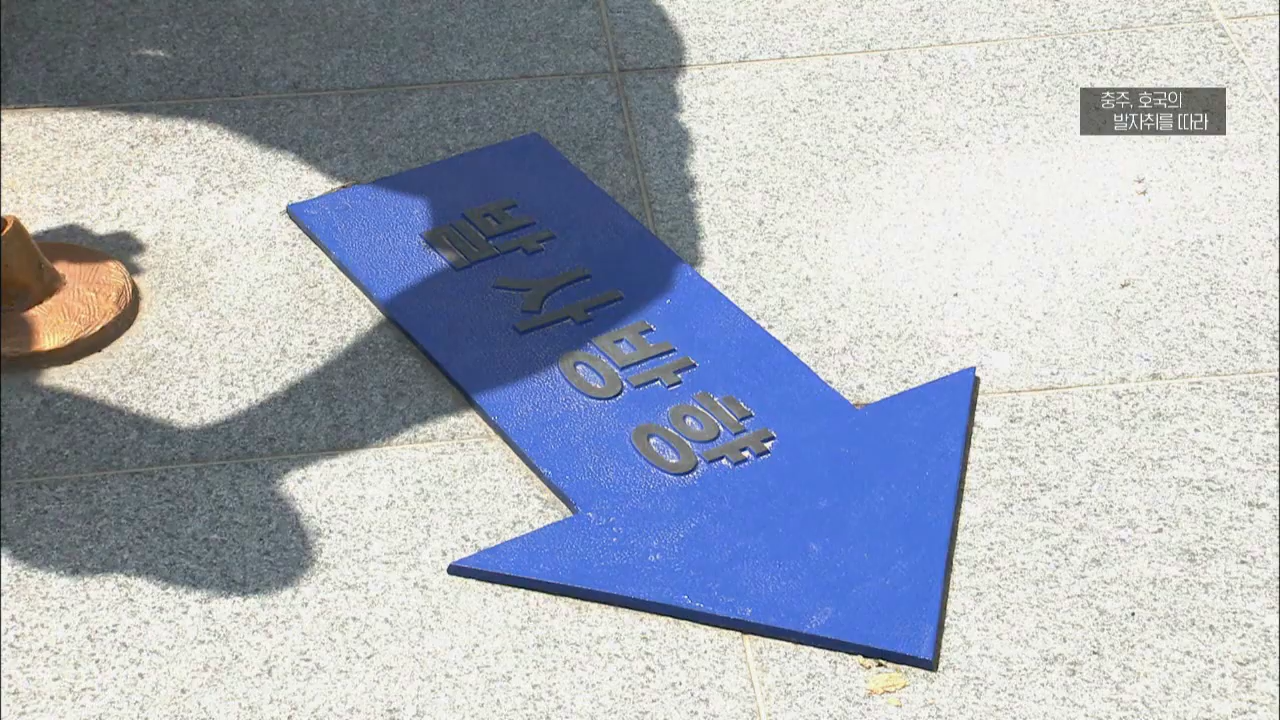 충주, 호국의
발자취를 따라
발사방향